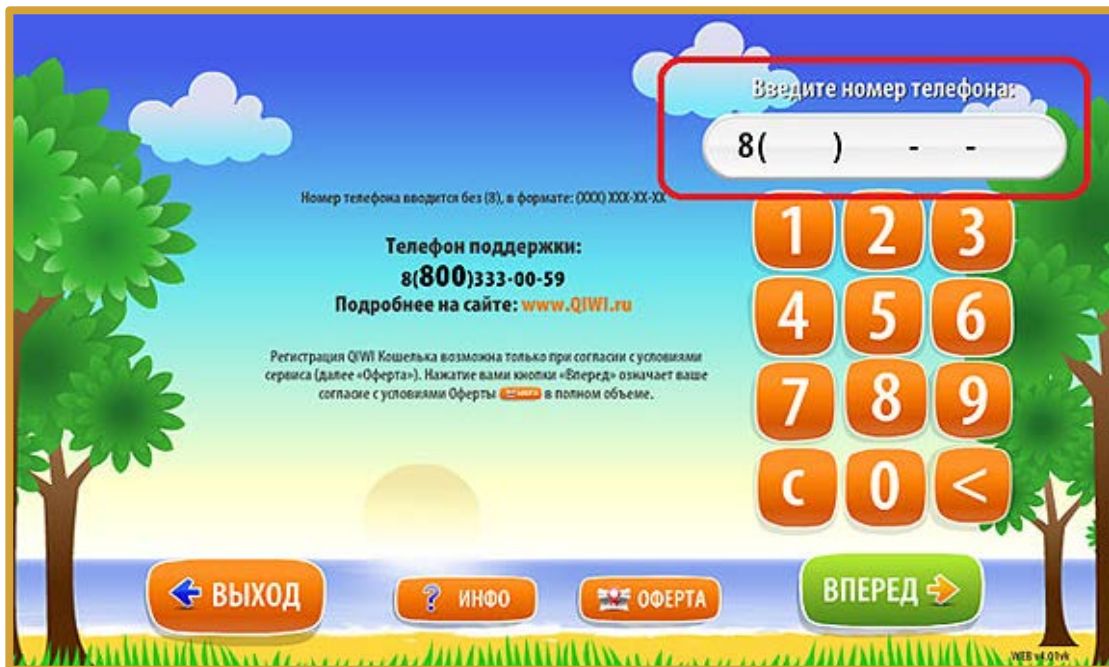 Введите номер телефона:
8( ) - -
Номер телефона вводится без (8), в формате: (XXX) XXX-XX-XX
Телефон поддержки:
8(800)333-00-59
Подробнее на сайте: www.QIWI.ru
Регистрация QIWI Кошелька возможна только при согласии с условиями
сервиса (далее «Оферта»). Нажатие вами кнопки «Вперед» означает ваше
согласие с условиями Оферты в полном объеме.
1 2 3
4 5 6
7 8 9
C 0 <
ВЫХОД
? ИНФО
ОФЕРТА
ВПЕРЕД